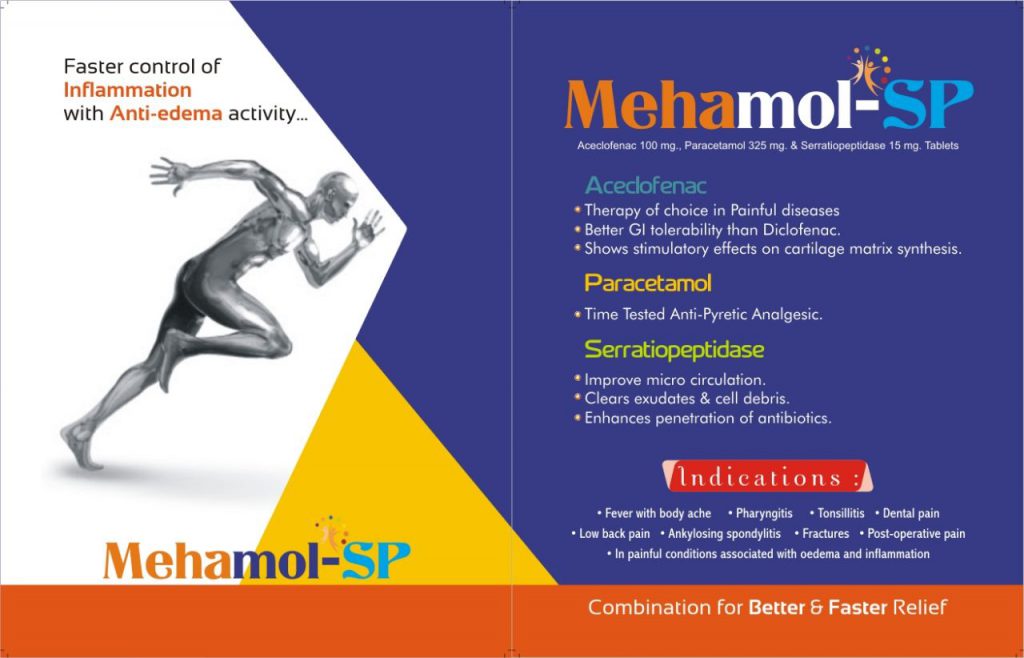 Faster control of
Inflammation
with Anti-edema activity...
Mehamol-SP
Mehamol-SP
Aceclofenac 100 mg., Paracetamol 325 mg. & Serratiopeptidase 15 mg. Tablets
Aceclofenac
• Therapy of choice in Painful diseases
• Better GI tolerability than Diclofenac.
• Shows stimulatory effects on cartilage matrix synthesis.
Paracetamol
• Time Tested Anti-Pyretic Analgesic.
Serratiopeptidase
• Improve micro circulation.
• Clears exudates & cell debris.
• Enhances penetration of antibiotics.
Indications :
• Fever with body ache • Pharyngitis • Tonsillitis • Dental pain
• Low back pain • Ankylosing spondylitis • Fractures • Post-operative pain
• In painful conditions associated with oedema and inflammation
Combination for Better & Faster Relief